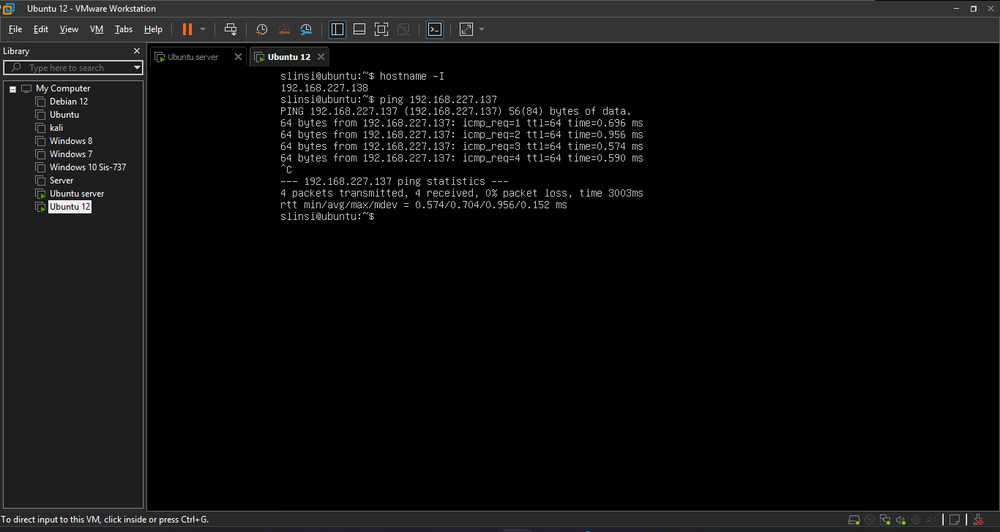 Ubuntu 12 - VMware Workstation
File Edit View VM Tabs Help
Library
Type here to search
My Computer
Debian 12
Ubuntu
kali
Windows 8
Windows 7
Windows 10 Sis-737
Server
Ubuntu server
Ubuntu 12
Ubuntu server
Ubuntu 12
slinsi@ubuntu:~$ hostname -I
192.168.227.138
slinsi@ubuntu:~$ ping 192.168.227.137
PING 192.168.227.137 (192.168.227.137) 56(84) bytes of data.
64 bytes from 192.168.227.137: icmp_req=1 ttl=64 time=0.696 ms
64 bytes from 192.168.227.137: icmp_req=2 ttl=64 time=0.956 ms
64 bytes from 192.168.227.137: icmp_req=3 ttl=64 time=0.574 ms
64 bytes from 192.168.227.137: icmp_req=4 ttl=64 time=0.590 ms
^C
--- 192.168.227.137 ping statistics ---
4 packets transmitted, 4 received, 0% packet loss, time 3003ms
rtt min/avg/max/mdev = 0.574/0.704/0.956/0.152 ms
slinsi@ubuntu:~$
To direct input to this VM, click inside or press Ctrl+G.